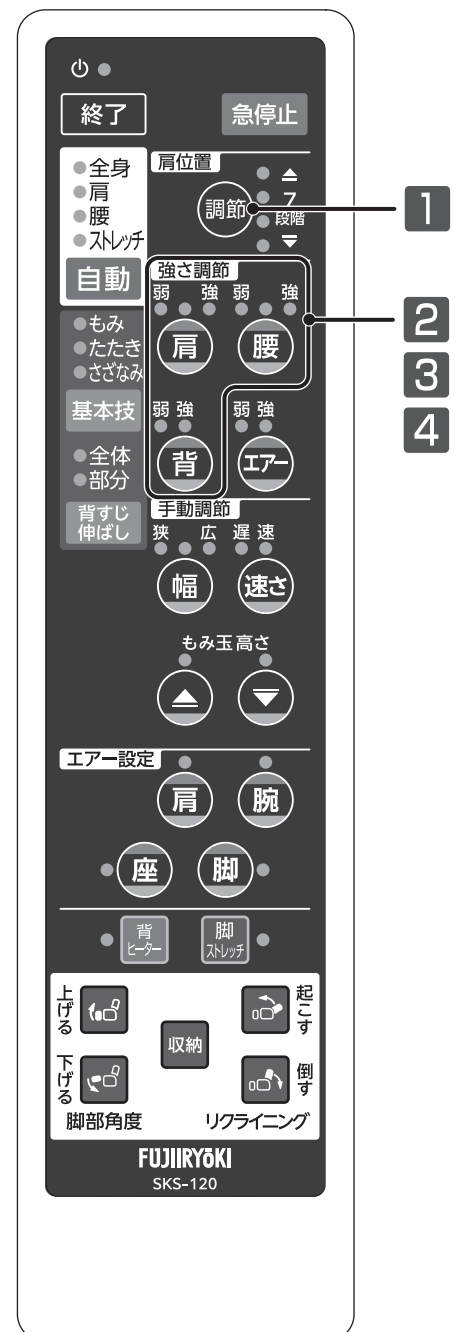 終了
急停止
全身
肩
腰
ストレッチ
自動
肩位置
調節
7
段階
1
強さ調節
弱 強 弱 強
肩 腰
2
3
4
もみ
たたき
さざなみ
基本技
弱 強 弱 強
背 エアー
全体
部分
背すじ
伸ばし
手動調節
狭 広 遅 速
幅 速さ
もみ玉高さ
エアー設定
肩 腕
座 脚
背
ヒーター
脚
ストレッチ
上げる
起こす
収納
下げる
倒す
脚部角度 リクライニング
FUJIIRYōKI
SKS-120